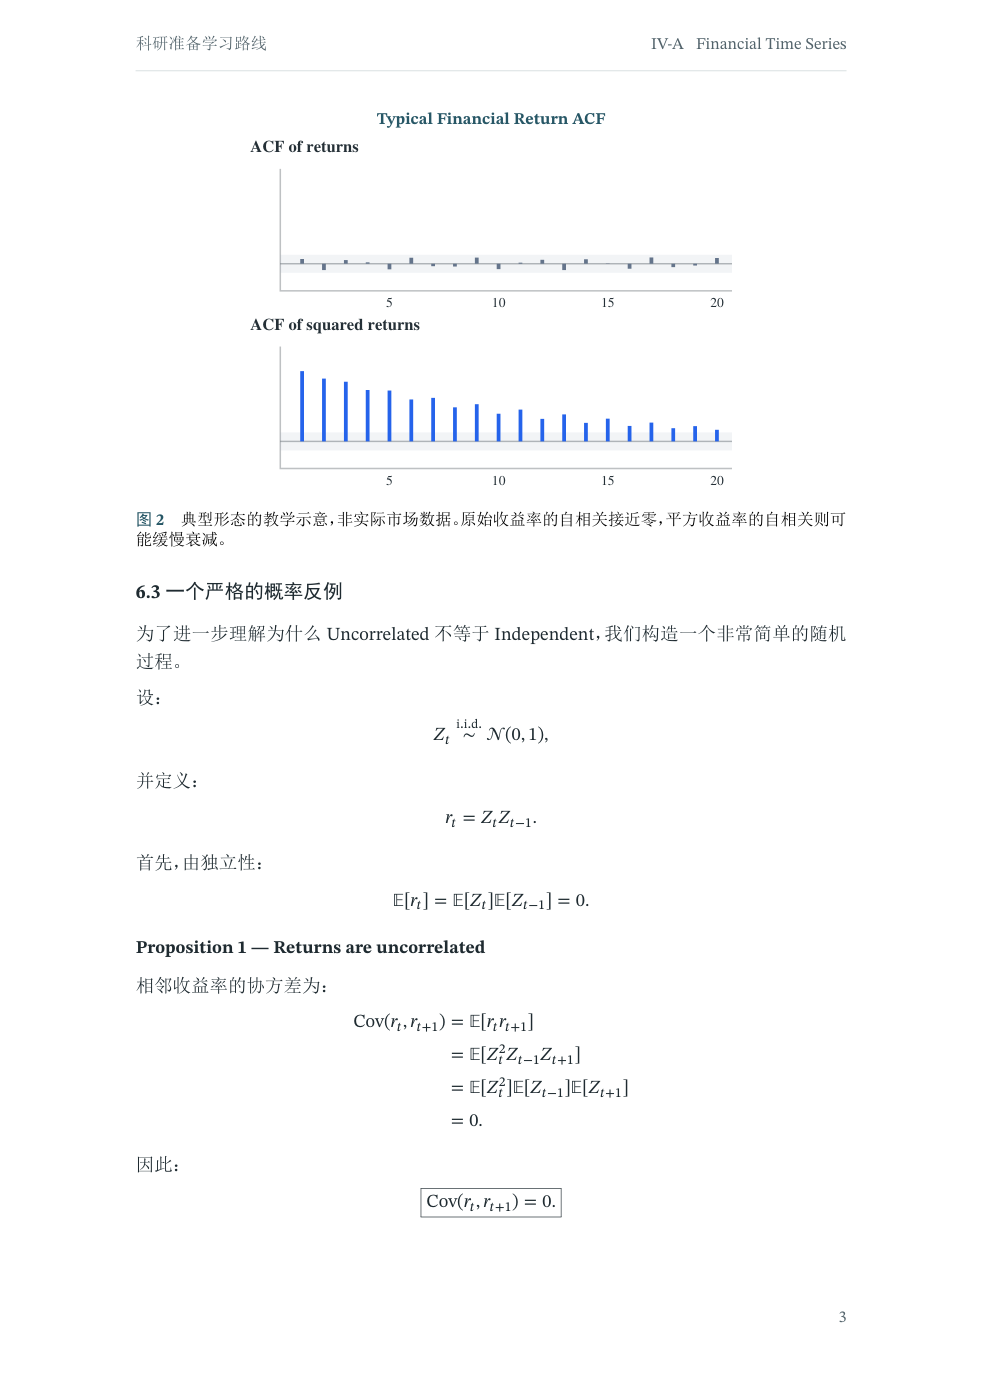 科研准备学习路线
IV-A Financial Time Series
Typical Financial Return ACF
ACF of returns
5 10 15 20
ACF of squared returns
5 10 15 20
图 2 典型形态的教学示意，非实际市场数据。原始收益率的自相关接近零，平方收益率的自相关则可
能缓慢衰减。
6.3 一个严格的概率反例
为了进一步理解为什么 Uncorrelated 不等于 Independent，我们构造一个非常简单的随机
过程。
设：
Z_t \overset{i.i.d.}{\sim} 𝒩(0, 1),
并定义：
r_t = Z_t Z_{t−1}.
首先，由独立性：
𝔼[r_t] = 𝔼[Z_t]𝔼[Z_{t−1}] = 0.
Proposition 1 — Returns are uncorrelated
相邻收益率的协方差为：
Cov(r_t, r_{t+1}) = 𝔼[r_t r_{t+1}]
= 𝔼[Z_t^2 Z_{t−1} Z_{t+1}]
= 𝔼[Z_t^2]𝔼[Z_{t−1}]𝔼[Z_{t+1}]
= 0.
因此：
Cov(r_t, r_{t+1}) = 0.
3